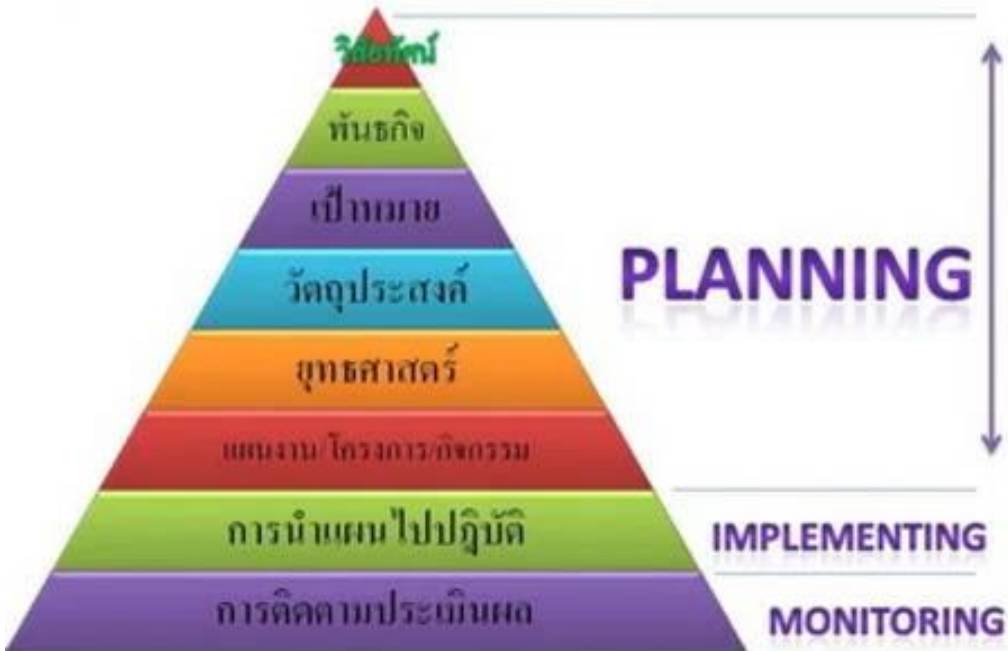 วิสัยทัศน์
พันธกิจ
เป้าหมาย
วัตถุประสงค์
PLANNING
ยุทธศาสตร์
แผนงาน/โครงการ/กิจกรรม
การนำแผนไปปฎิบัติ
IMPLEMENTING
การติดตามประเมินผล
MONITORING